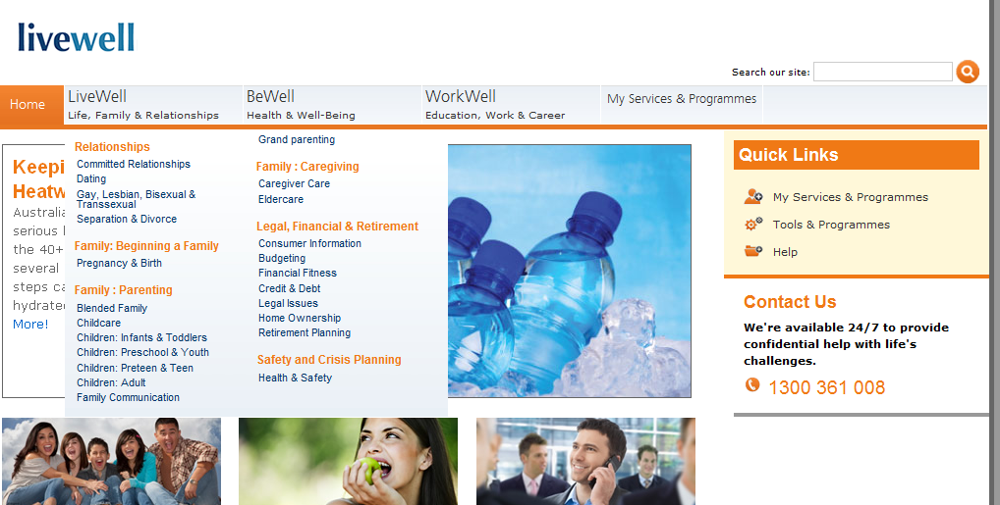 livewell
Search our site:
Home
LiveWell
Life, Family & Relationships
BeWell
Health & Well-Being
WorkWell
Education, Work & Career
My Services & Programmes
Keepi
Heatw
Australia
serious
the 40+
several
steps ca
hydrate
More!
Relationships
Committed Relationships
Dating
Gay, Lesbian, Bisexual &
Transsexual
Separation & Divorce
Family: Beginning a Family
Pregnancy & Birth
Family : Parenting
Blended Family
Childcare
Children: Infants & Toddlers
Children: Preschool & Youth
Children: Preteen & Teen
Children: Adult
Family Communication
Grand parenting
Family : Caregiving
Caregiver Care
Eldercare
Legal, Financial & Retirement
Consumer Information
Budgeting
Financial Fitness
Credit & Debt
Legal Issues
Home Ownership
Retirement Planning
Safety and Crisis Planning
Health & Safety
Quick Links
My Services & Programmes
Tools & Programmes
Help
Contact Us
We're available 24/7 to provide
confidential help with life's
challenges.
1300 361 008